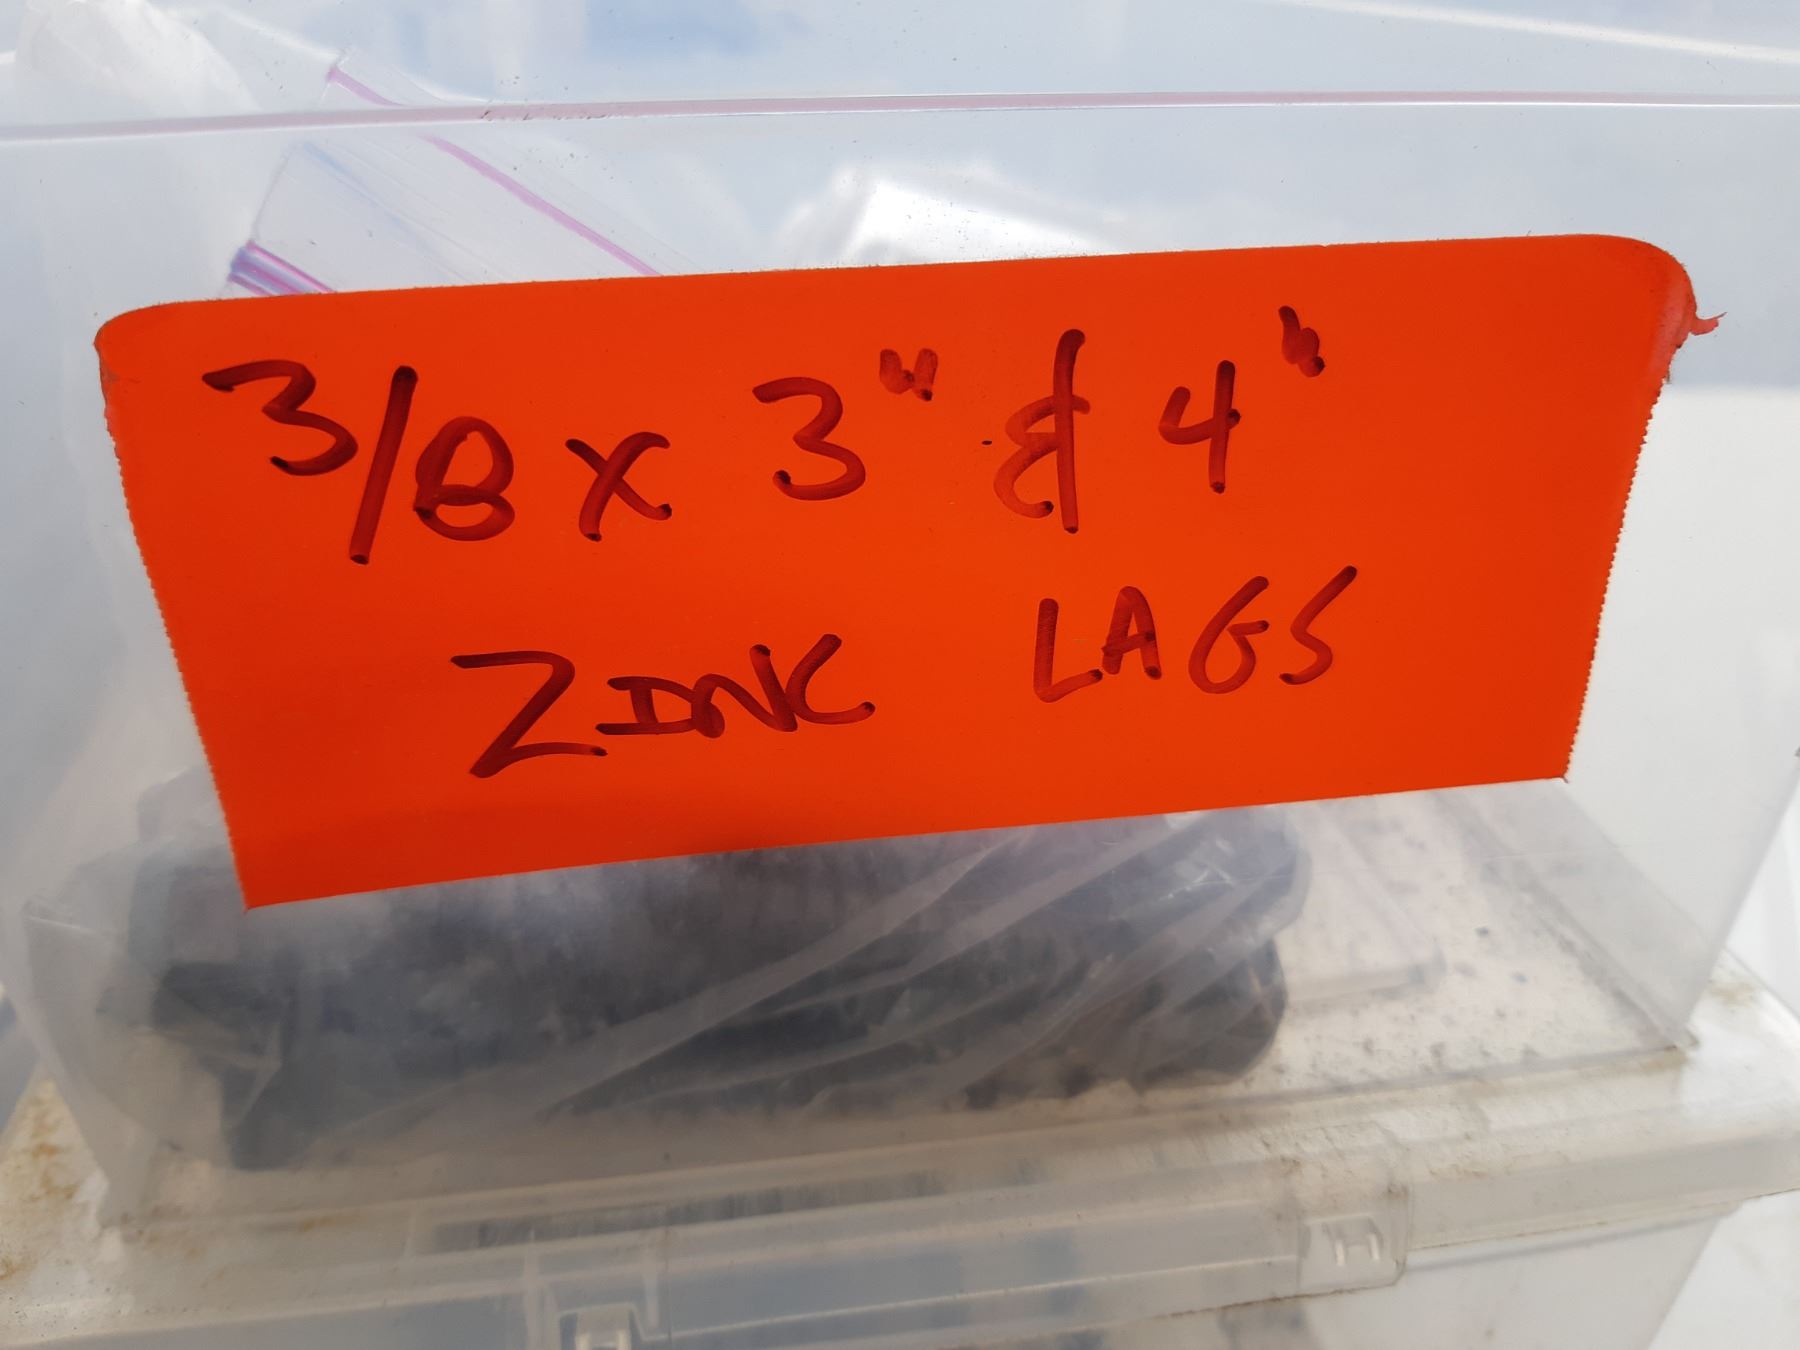 3/8 x 3" & 4"
ZINC LAGS